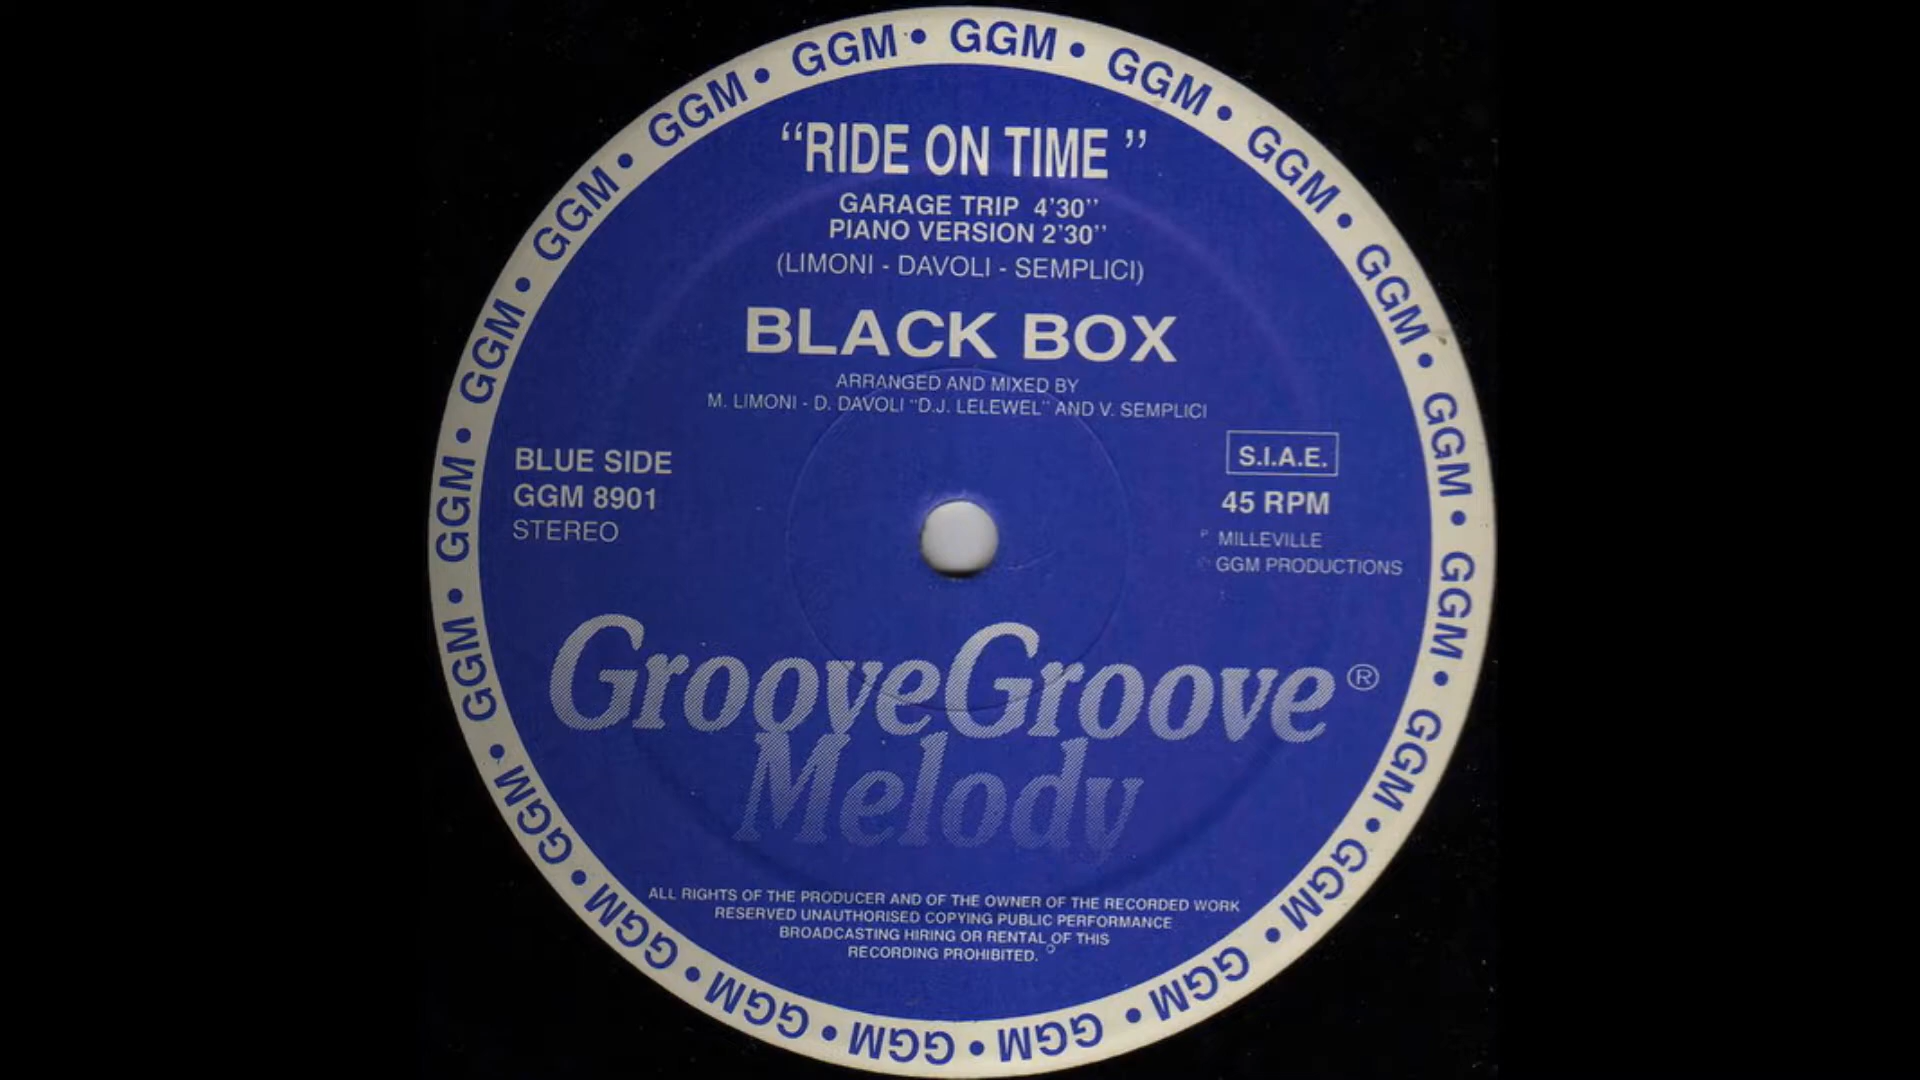 GGM • GGM • GGM • GGM • GGM • GGM • GGM • GGM • GGM • GGM • GGM • GGM • GGM • GGM • GGM • GGM • GGM • GGM • GGM • GGM • GGM •
“RIDE ON TIME ”
GARAGE TRIP 4'30''
PIANO VERSION 2'30''
(LIMONI - DAVOLI - SEMPLICI)
BLACK BOX
ARRANGED AND MIXED BY
M. LIMONI - D. DAVOLI "D.J. LELEWEL" AND V. SEMPLICI
BLUE SIDE
GGM 8901
STEREO
S.I.A.E.
45 RPM
℗ MILLEVILLE
© GGM PRODUCTIONS
GrooveGroove®
Melody
ALL RIGHTS OF THE PRODUCER AND OF THE OWNER OF THE RECORDED WORK
RESERVED UNAUTHORISED COPYING PUBLIC PERFORMANCE
BROADCASTING HIRING OR RENTAL OF THIS
RECORDING PROHIBITED.